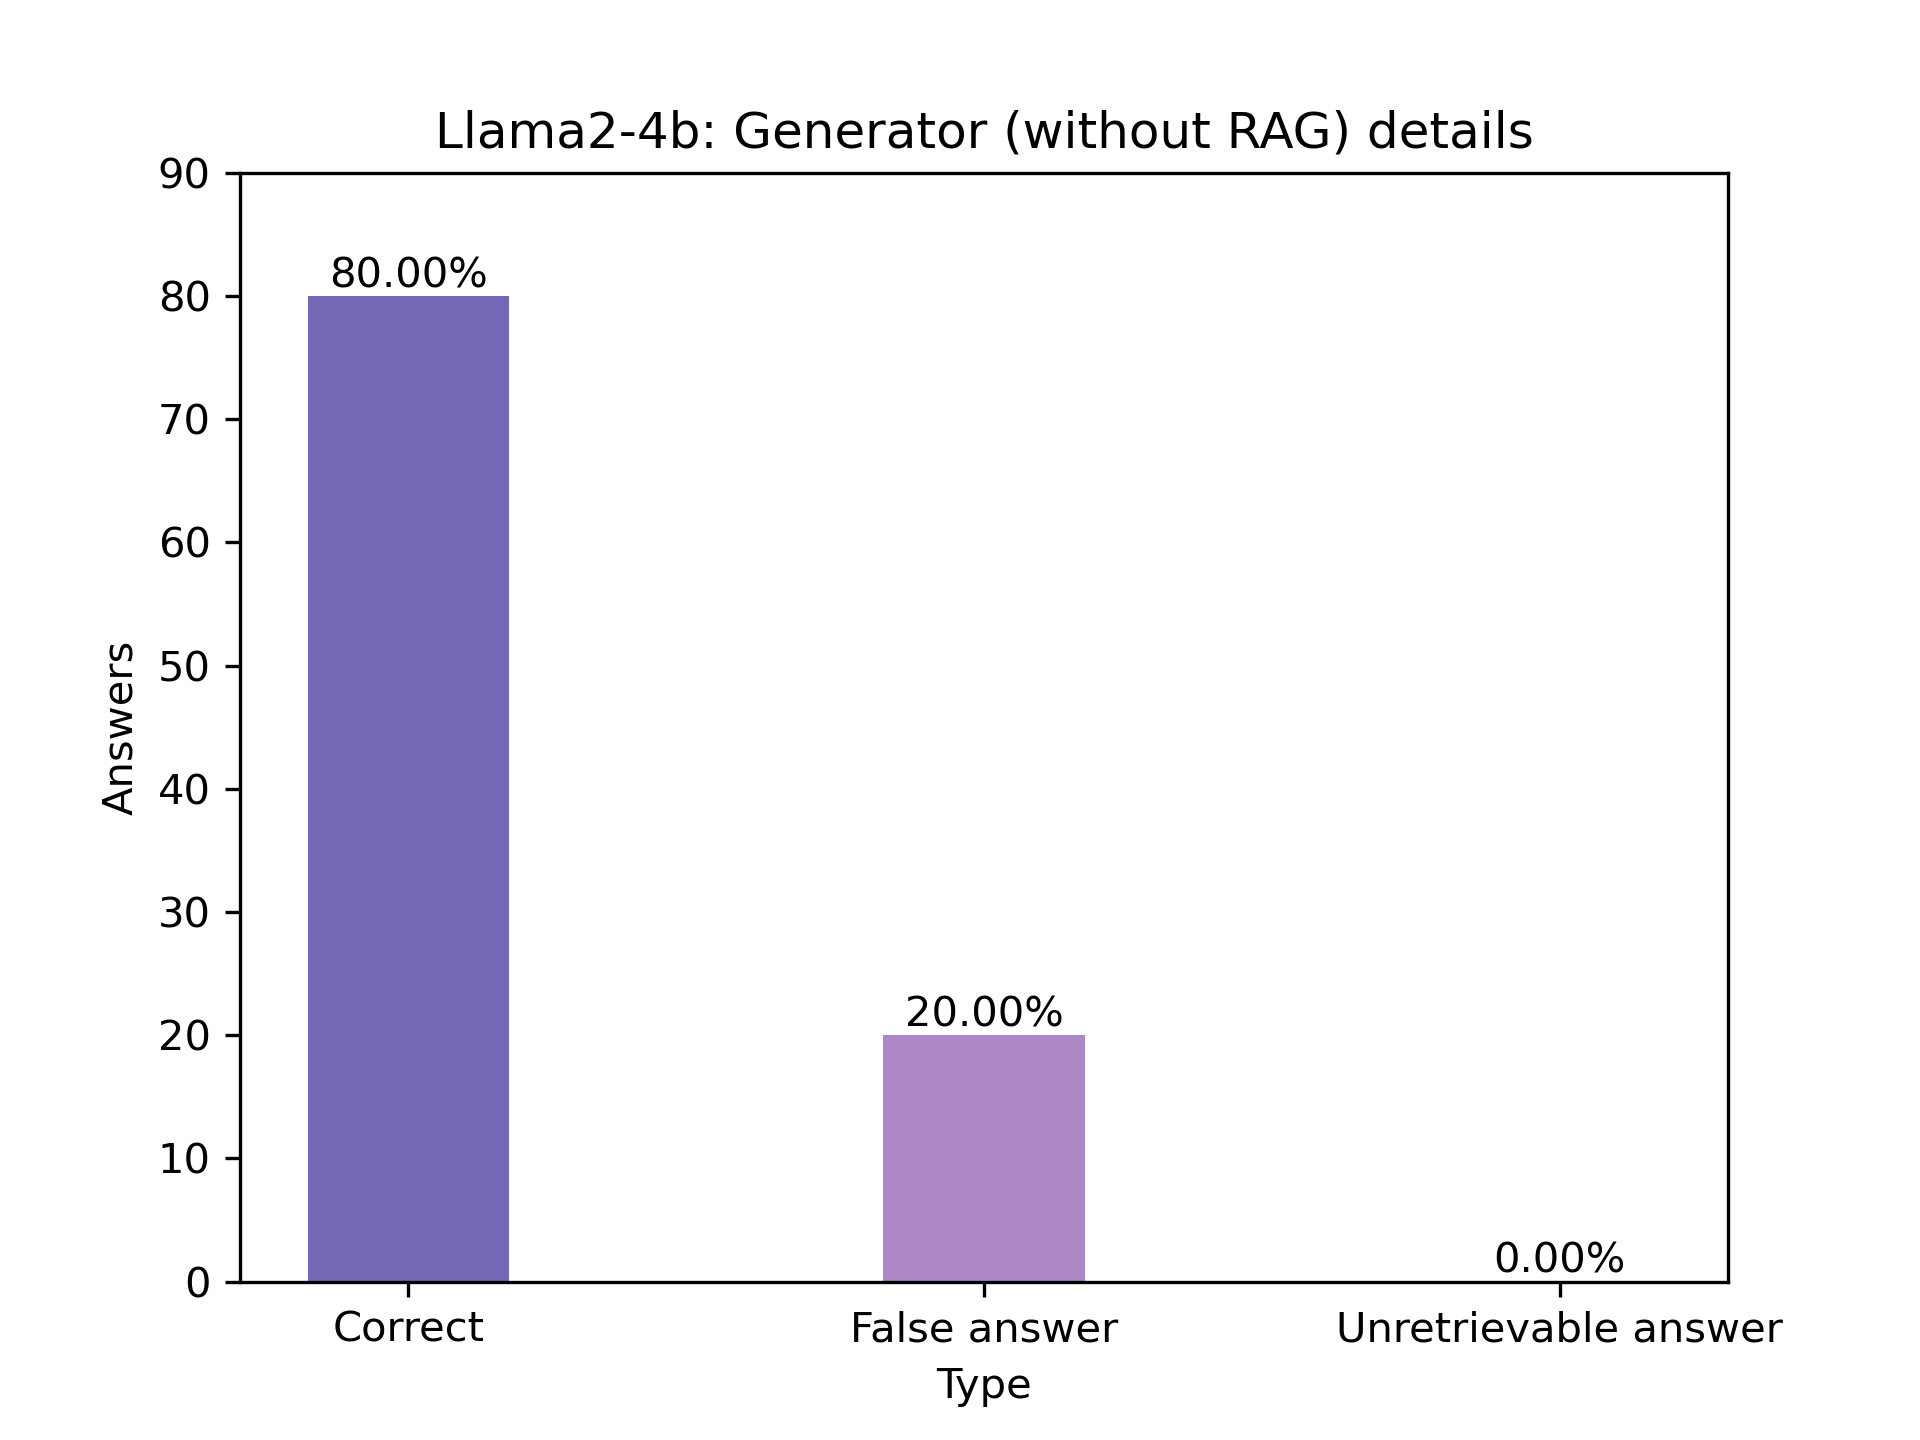 Llama2-4b: Generator (without RAG) details
90
80
70
60
50
40
30
20
10
0
Answers
80.00%
20.00%
0.00%
Correct
False answer
Unretrievable answer
Type